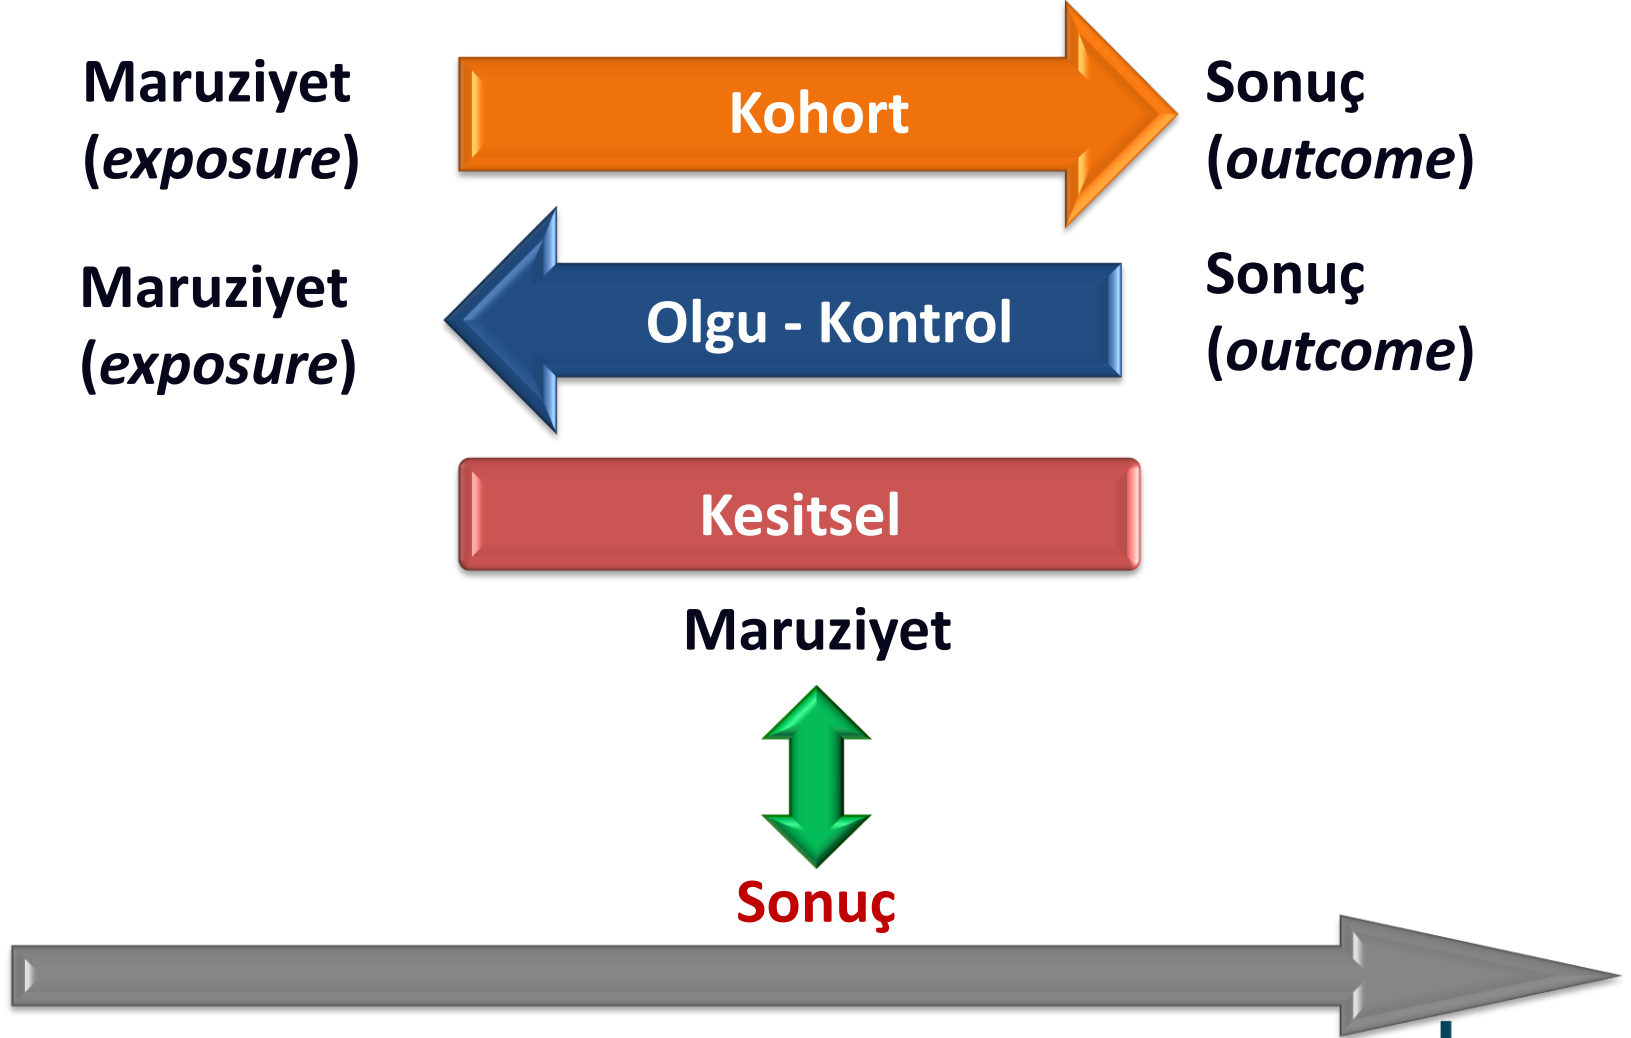 Maruziyet
(exposure)
Kohort
Sonuç
(outcome)
Maruziyet
(exposure)
Olgu - Kontrol
Sonuç
(outcome)
Kesitsel
Maruziyet
Sonuç